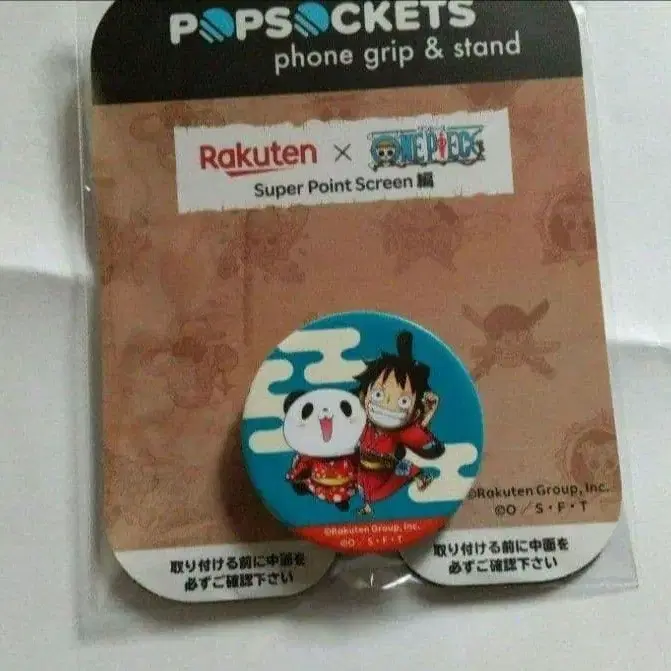 POPSOCKETS
phone grip & stand
Rakuten × ONE PIECE
Super Point Screen 編
©Rakuten Group, Inc.
©O／S・F・T
©Rakuten Group, Inc.
©O／S・F・T
取り付ける前に中面を
必ずご確認下さい
取り付ける前に中面を
必ずご確認下さい